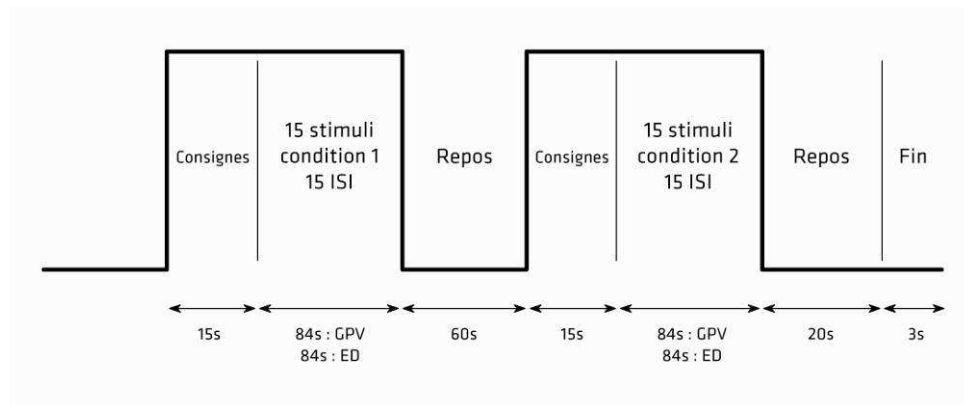 Consignes
15 stimuli
condition 1
15 ISI
Repos
Consignes
15 stimuli
condition 2
15 ISI
Repos
Fin
15s
84s : GPV
84s : ED
60s
15s
84s : GPV
84s : ED
20s
3s